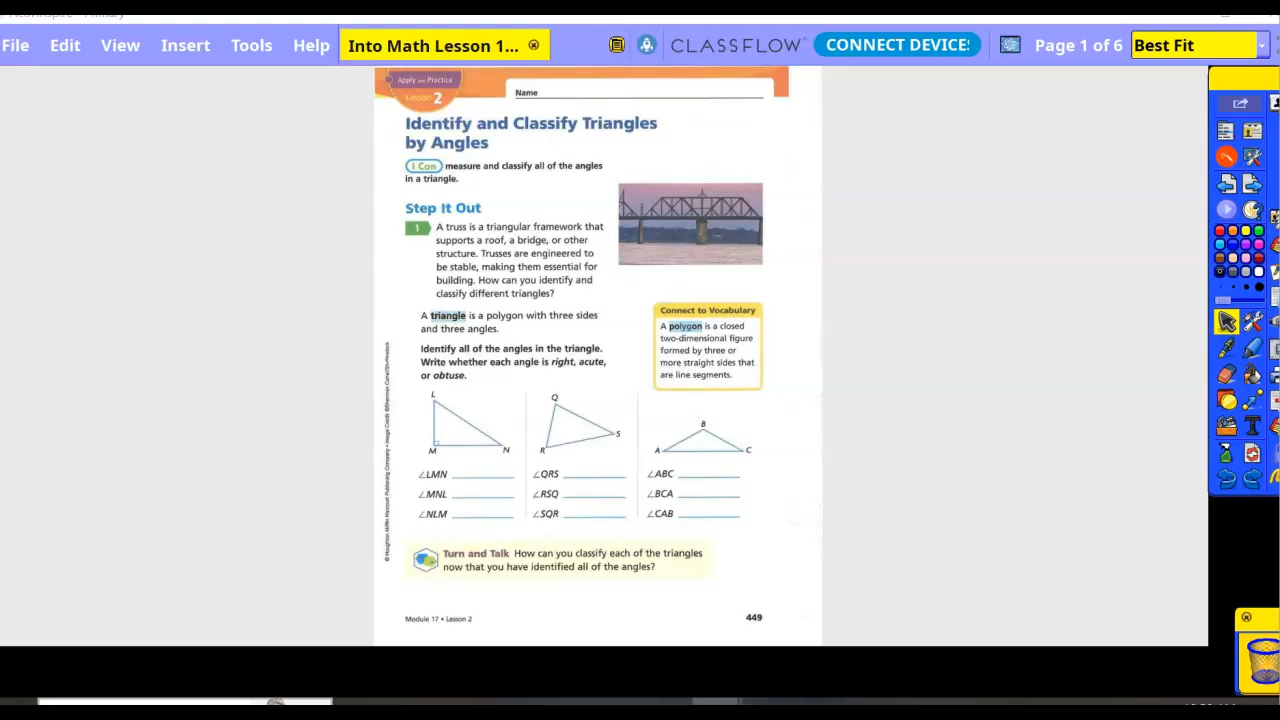 File Edit View Insert Tools Help Into Math Lesson 1... CLASSFLOW CONNECT DEVICES Page 1 of 6 Best Fit
Apply and Practice
Lesson 2
Name
Identify and Classify Triangles
by Angles
I Can measure and classify all of the angles
in a triangle.
Step It Out
1 A truss is a triangular framework that
supports a roof, a bridge, or other
structure. Trusses are engineered to
be stable, making them essential for
building. How can you identify and
classify different triangles?
A triangle is a polygon with three sides
and three angles.
Connect to Vocabulary
A polygon is a closed
two-dimensional figure
formed by three or
more straight sides that
are line segments.
Identify all of the angles in the triangle.
Write whether each angle is right, acute,
or obtuse.
L
M
N
Q
R
S
B
A
C
∠LMN ∠QRS ∠ABC
∠MNL ∠RSQ ∠BCA
∠NLM ∠SQR ∠CAB
Turn and Talk How can you classify each of the triangles
now that you have identified all of the angles?
Module 17 • Lesson 2
449